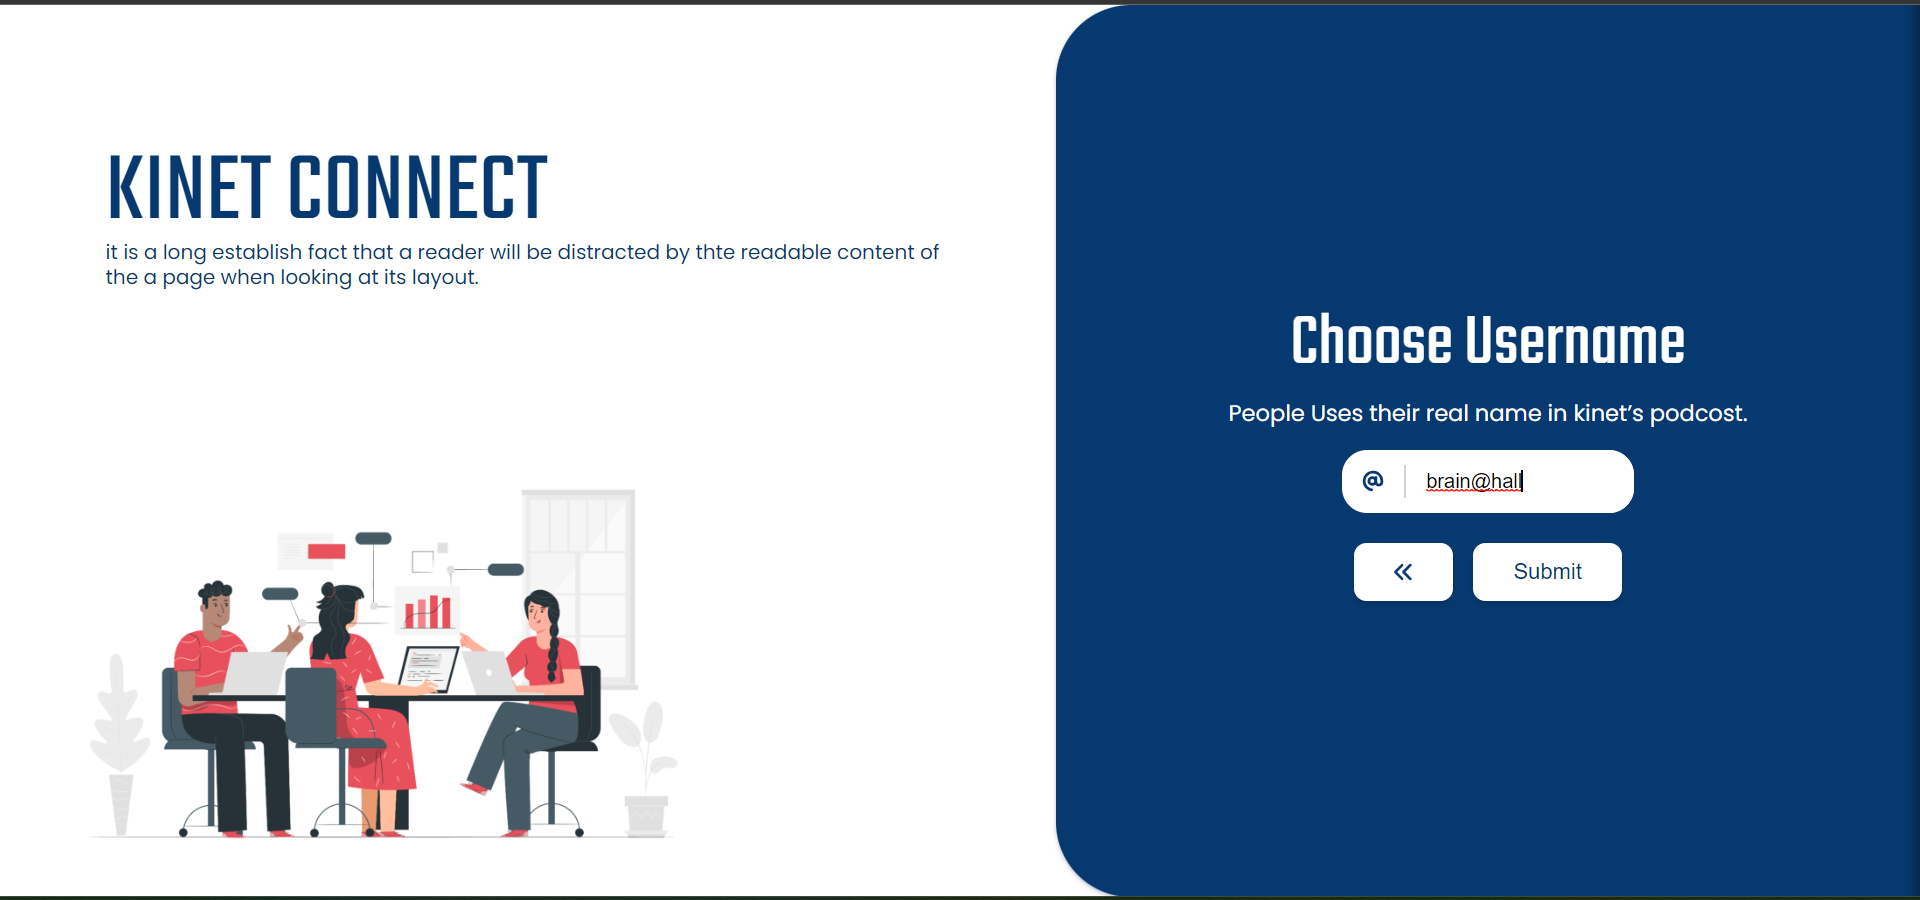 KINET CONNECT
it is a long establish fact that a reader will be distracted by thte readable content of
the a page when looking at its layout.
Choose Username
People Uses their real name in kinet’s podcost.
@ brain@hall
Submit